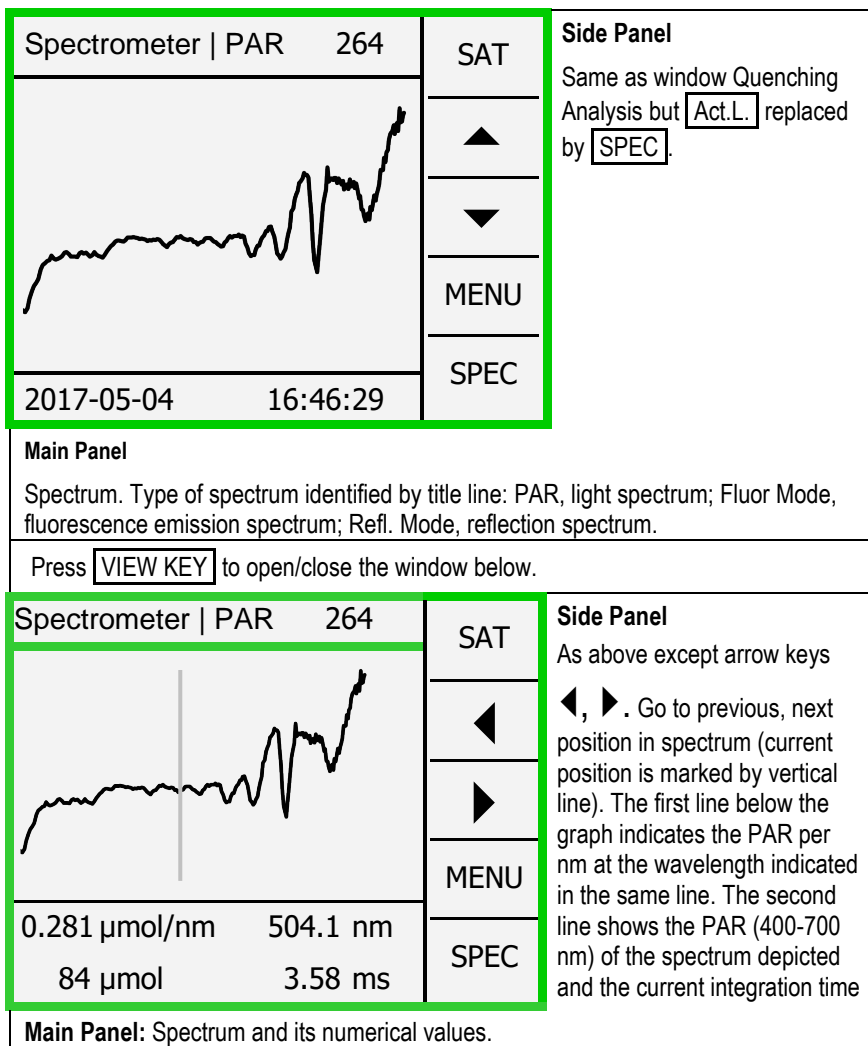 Spectrometer | PAR 264
SAT
MENU
SPEC
2017-05-04 16:46:29
Side Panel
Same as window Quenching
Analysis but Act.L. replaced
by SPEC.
Main Panel
Spectrum. Type of spectrum identified by title line: PAR, light spectrum; Fluor Mode,
fluorescence emission spectrum; Refl. Mode, reflection spectrum.
Press VIEW KEY to open/close the window below.
Spectrometer | PAR 264
SAT
MENU
SPEC
0.281 µmol/nm 504.1 nm
84 µmol 3.58 ms
Side Panel
As above except arrow keys
◀, ▶. Go to previous, next
position in spectrum (current
position is marked by vertical
line). The first line below the
graph indicates the PAR per
nm at the wavelength indicated
in the same line. The second
line shows the PAR (400-700
nm) of the spectrum depicted
and the current integration time
Main Panel: Spectrum and its numerical values.